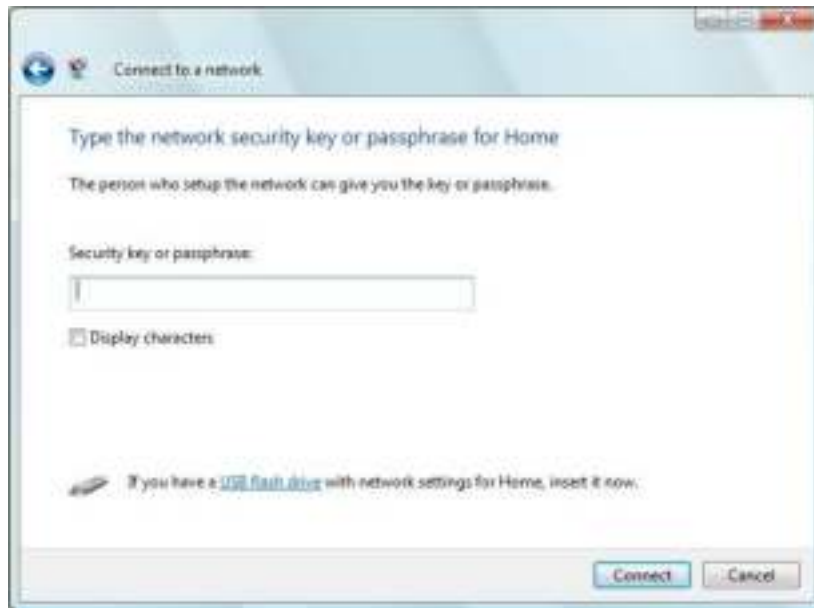 Connect to a network
Type the network security key or passphrase for Home
The person who setup the network can give you the key or passphrase.
Security key or passphrase:
Display characters
If you have a USB flash drive with network settings for Home, insert it now.
Connect
Cancel